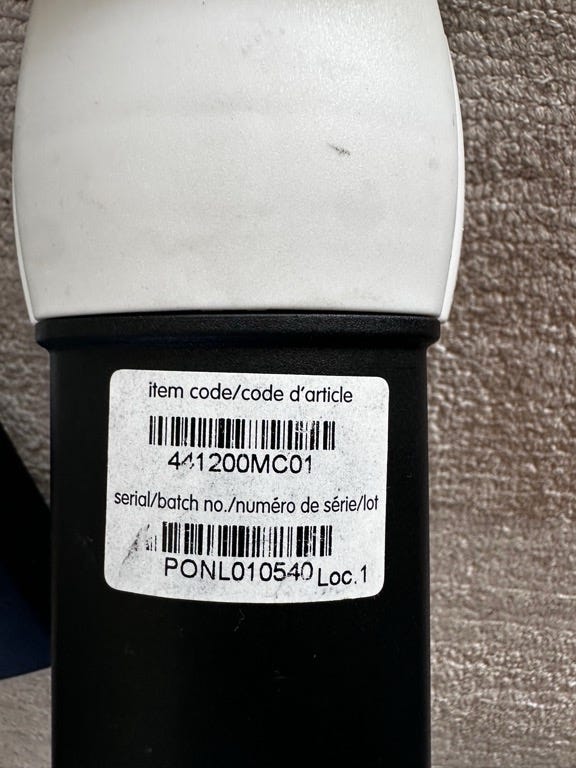 item code/code d'article
441200MC01
serial/batch no./numéro de série/lot
PONL010540 Loc.1